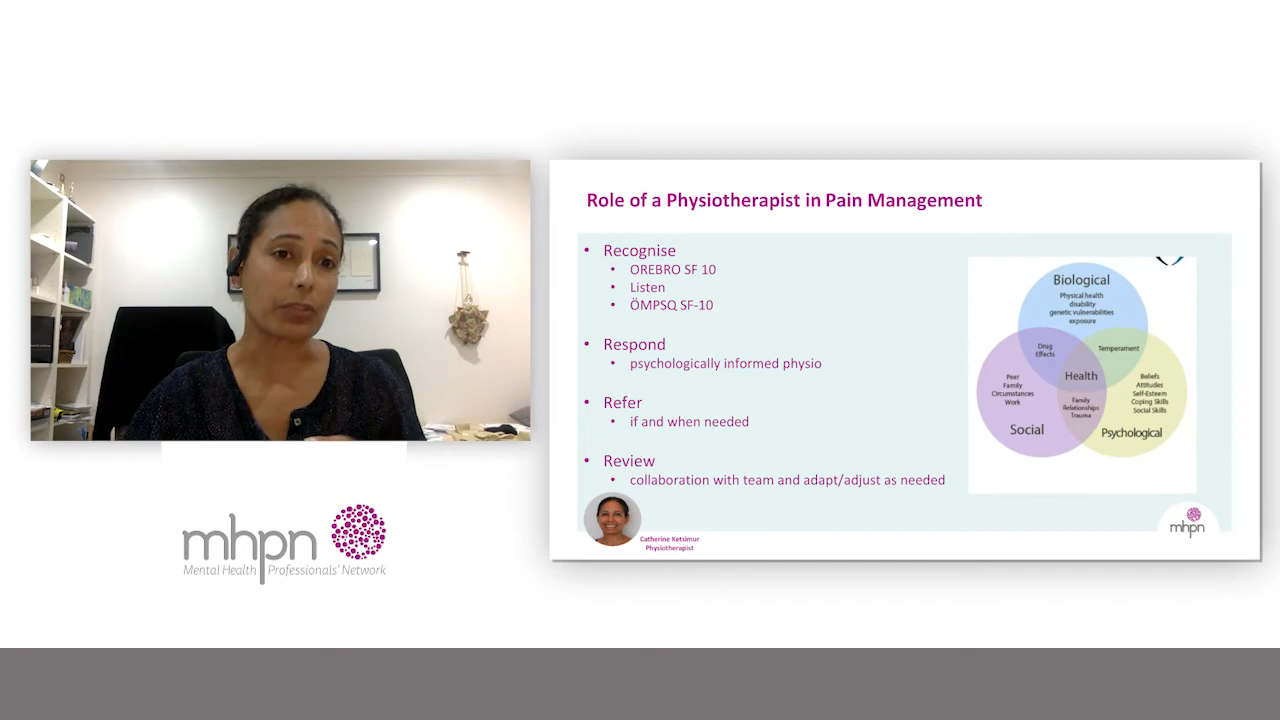 Role of a Physiotherapist in Pain Management
• Recognise
• OREBRO SF 10
• Listen
• ÖMPSQ SF-10
• Respond
• psychologically informed physio
• Refer
• if and when needed
• Review
• collaboration with team and adapt/adjust as needed
Biological
Physical health
disability
genetic vulnerabilities
exposure
Drug
Effects
Temperament
Health
Peer
Family
Circumstances
Work
Family
Relationships
Trauma
Beliefs
Attitudes
Self-Esteem
Coping Skills
Social Skills
Social
Psychological
Catherine Ketsimur
Physiotherapist
mhpn
mhpn
Mental Health Professionals' Network